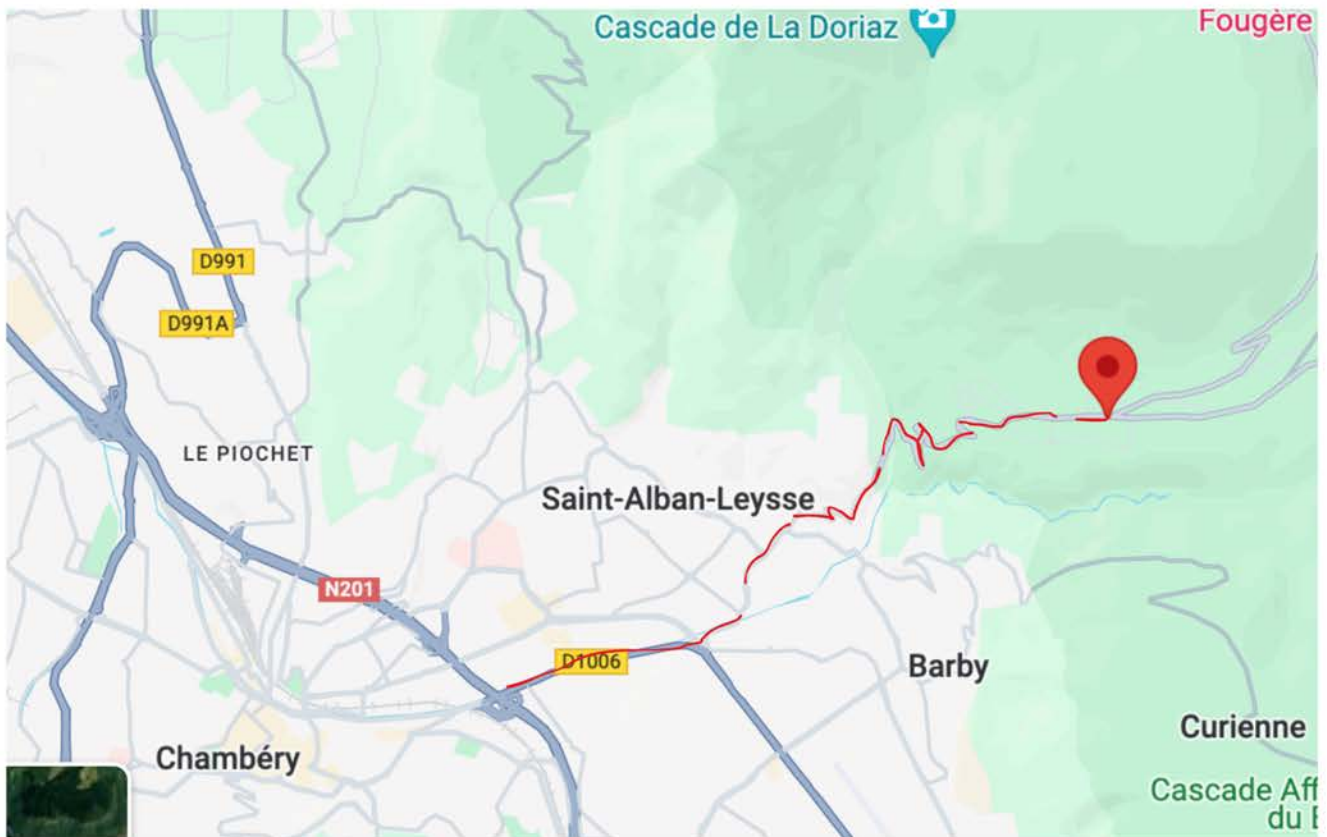 Cascade de La Doriaz
Fougère
D991
D991A
LE PIOCHET
Saint-Alban-Leysse
N201
D1006
Barby
Curienne
Chambéry
Cascade Aff
du